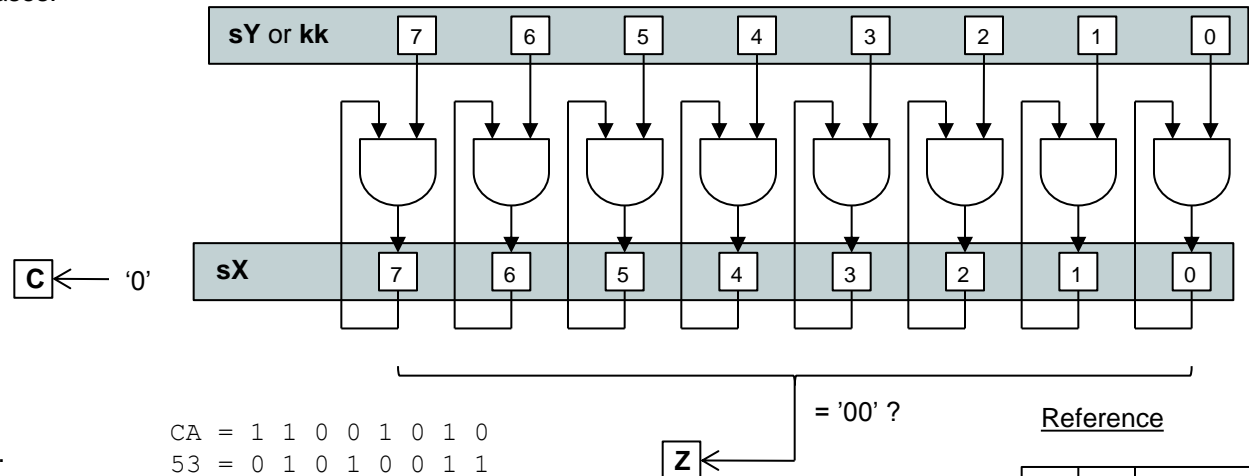 sY or kk 7 6 5 4 3 2 1 0
C ‘0’ sX 7 6 5 4 3 2 1 0
= ’00’ ?
Reference
CA = 1 1 0 0 1 0 1 0
53 = 0 1 0 1 0 0 1 1
Z